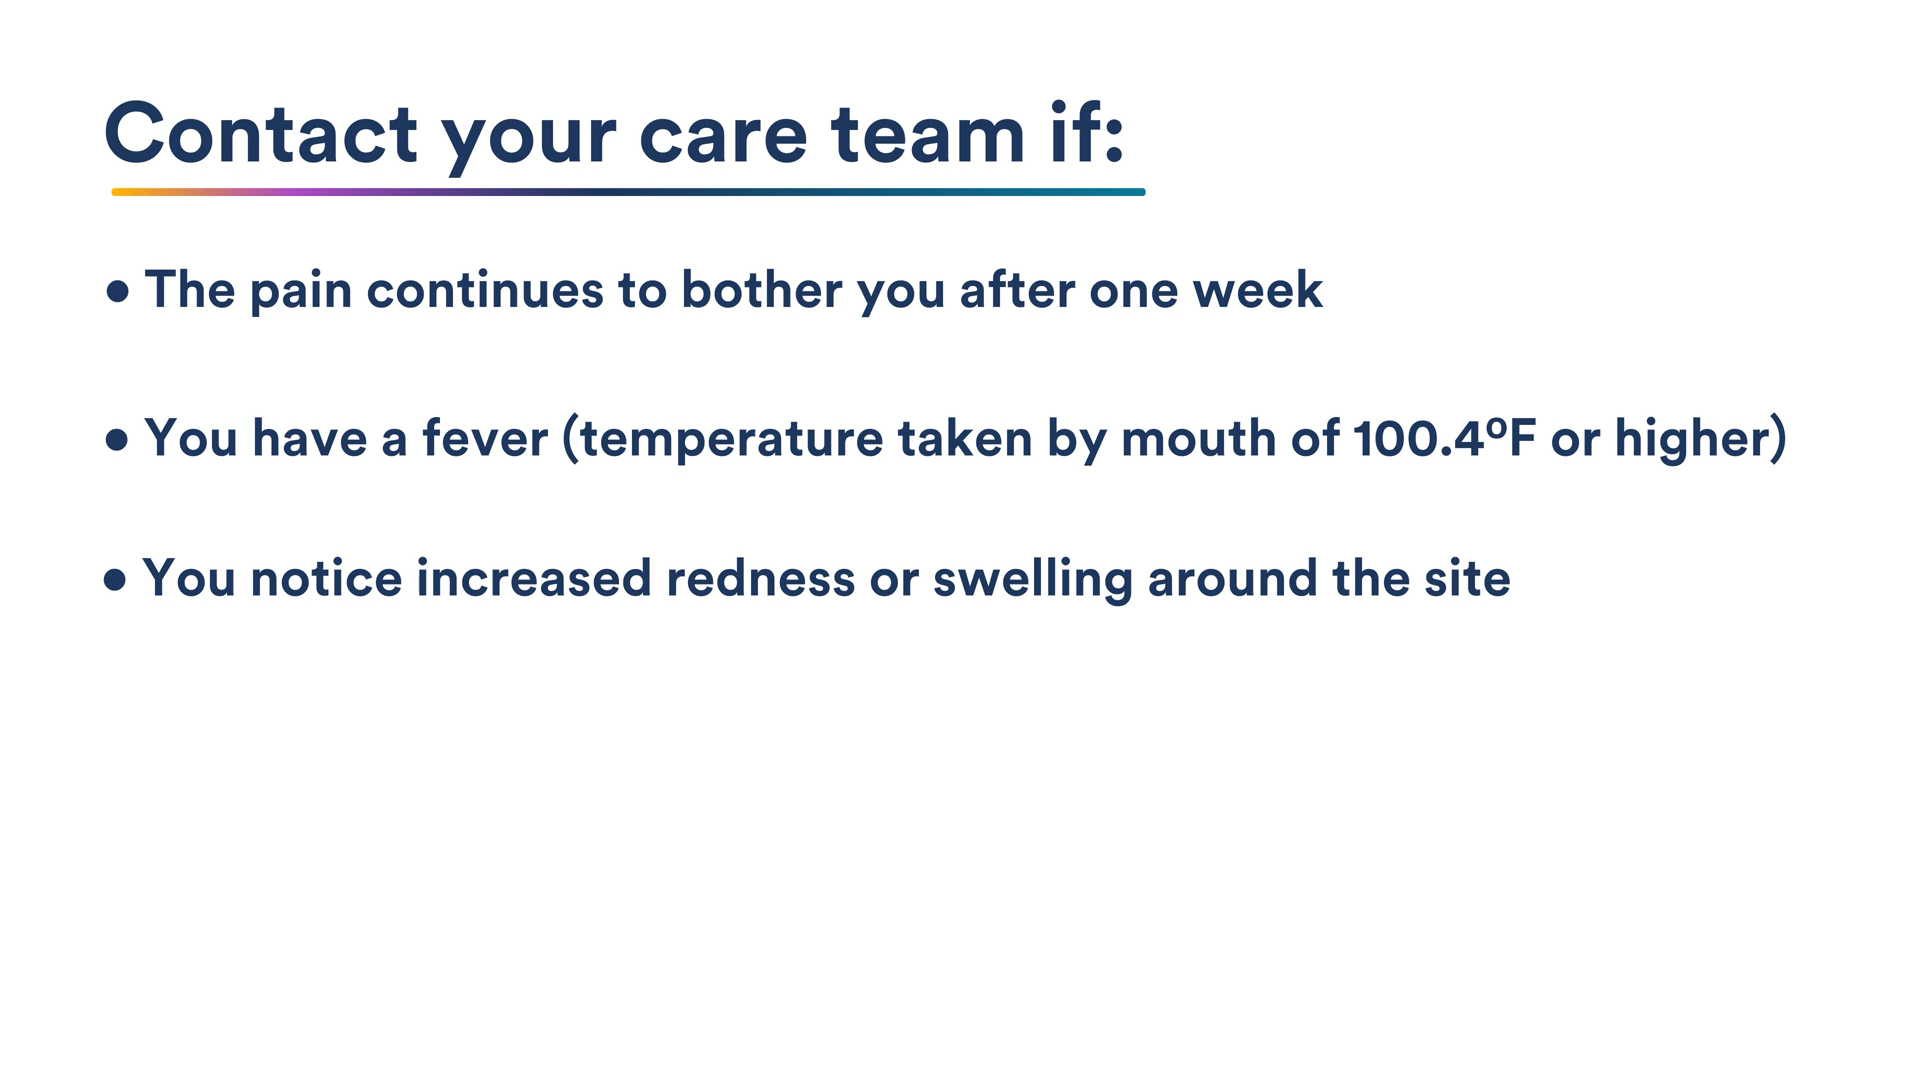 Contact your care team if:
• The pain continues to bother you after one week
• You have a fever (temperature taken by mouth of 100.4ºF or higher)
• You notice increased redness or swelling around the site